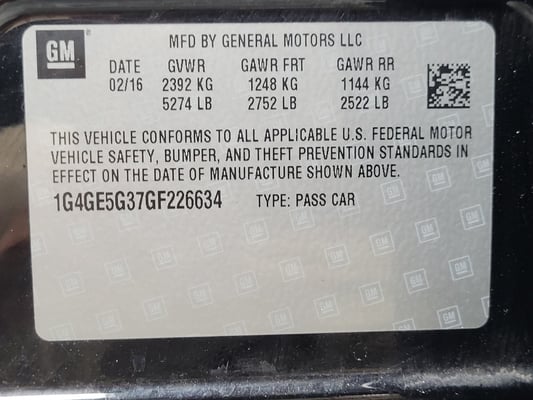 GM
MFD BY GENERAL MOTORS LLC
DATE GVWR GAWR FRT GAWR RR
02/16 2392 KG 1248 KG 1144 KG
5274 LB 2752 LB 2522 LB
THIS VEHICLE CONFORMS TO ALL APPLICABLE U.S. FEDERAL MOTOR
VEHICLE SAFETY, BUMPER, AND THEFT PREVENTION STANDARDS IN
EFFECT ON THE DATE OF MANUFACTURE SHOWN ABOVE.
1G4GE5G37GF226634 TYPE: PASS CAR